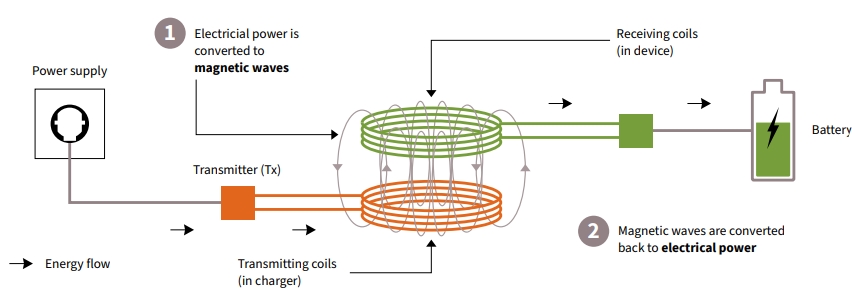 1
Electricial power is
converted to
magnetic waves
Receiving coils
(in device)
Power supply
Battery
Transmitter (Tx)
2
Magnetic waves are converted
back to electrical power
Energy flow
Transmitting coils
(in charger)